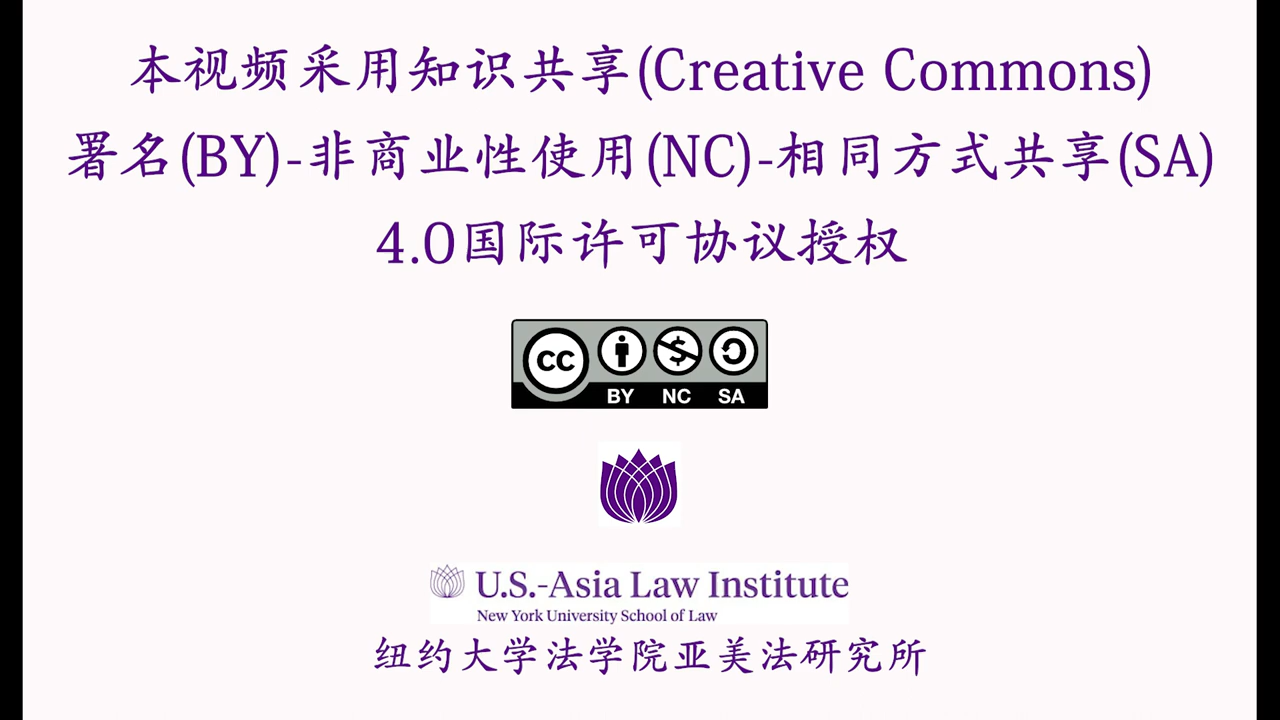 本视频采用知识共享(Creative Commons)
署名(BY)-非商业性使用(NC)-相同方式共享(SA)
4.0国际许可协议授权
cc BY NC SA
U.S.-Asia Law Institute
New York University School of Law
纽约大学法学院亚美法研究所